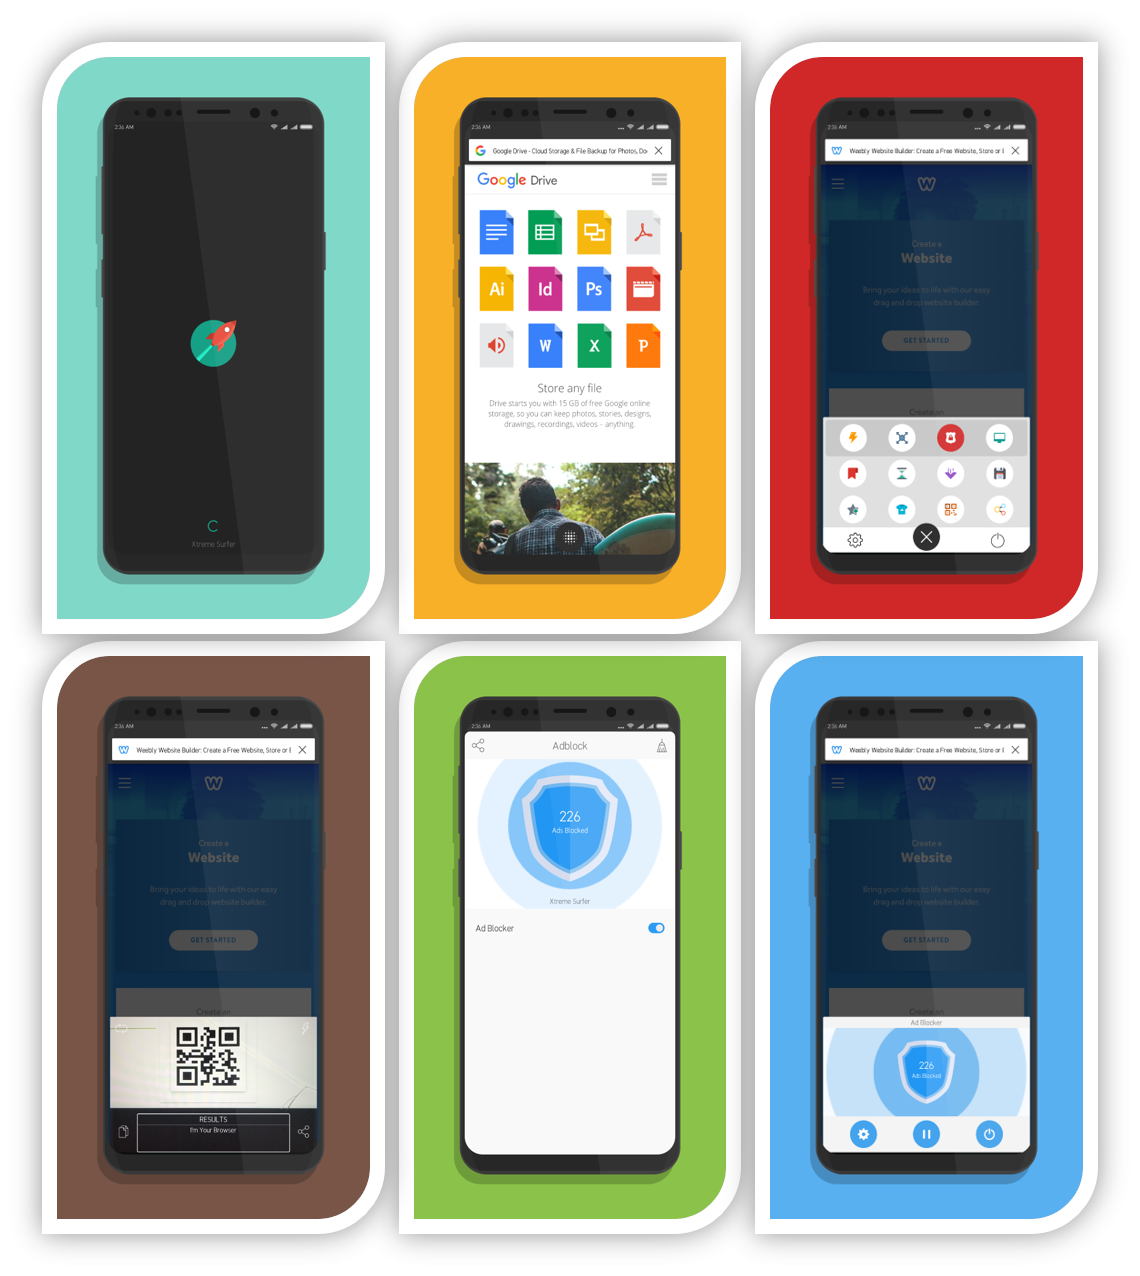 2:36 AM
Xtreme Surfer
2:36 AM
Google Drive - Cloud Storage & File Backup for Photos, Do
Google Drive
Ai
Id
Ps
W
X
P
Store any file
Drive starts you with 15 GB of free Google online
storage, so you can keep photos, stories, designs,
drawings, recordings, videos - anything.
2:36 AM
Weebly Website Builder: Create a Free Website, Store or
Create a
Website
Bring your ideas to life with our easy
drag and drop website builder.
GET STARTED
Create an
2:36 AM
Weebly Website Builder: Create a Free Website, Store or
Create a
Website
Bring your ideas to life with our easy
drag and drop website builder.
GET STARTED
Create an
RESULTS
I'm Your Browser
2:36 AM
Adblock
226
Ads Blocked
Xtreme Surfer
Ad Blocker
2:36 AM
Weebly Website Builder: Create a Free Website, Store or
Create a
Website
Bring your ideas to life with our easy
drag and drop website builder.
GET STARTED
Create an
Ad Blocker
226
Ads Blocked